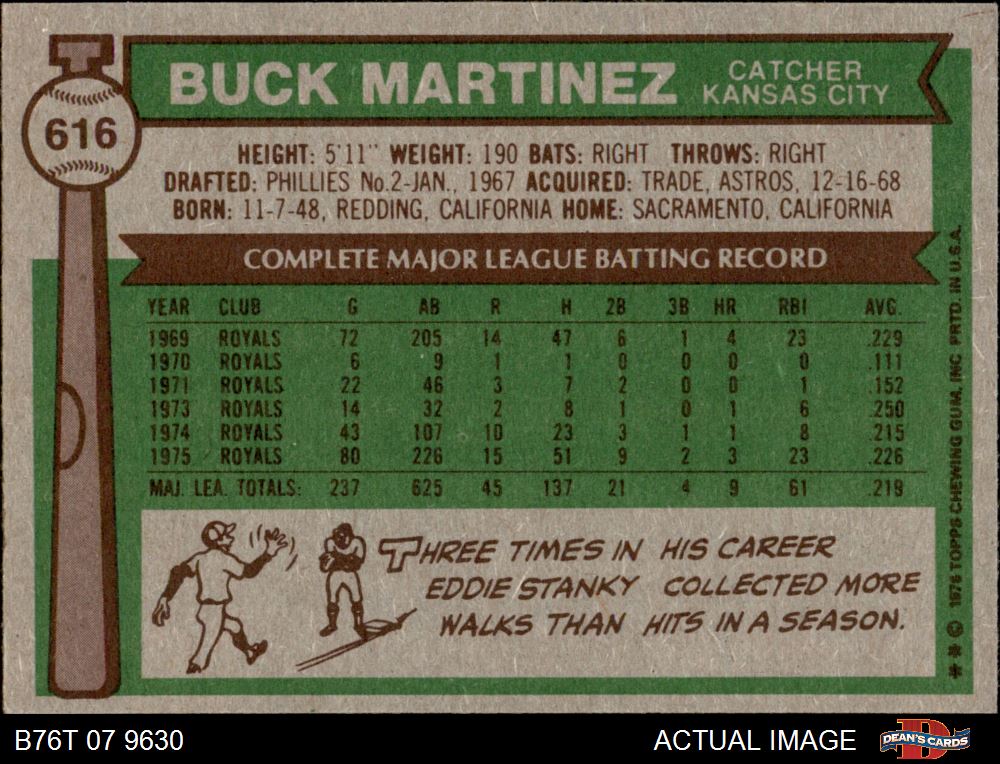 BUCK MARTINEZ
CATCHER
KANSAS CITY
616
HEIGHT: 5'11" WEIGHT: 190 BATS: RIGHT THROWS: RIGHT
DRAFTED: PHILLIES No.2-JAN., 1967 ACQUIRED: TRADE, ASTROS, 12-16-68
BORN: 11-7-48, REDDING, CALIFORNIA HOME: SACRAMENTO, CALIFORNIA
COMPLETE MAJOR LEAGUE BATTING RECORD
YEAR CLUB G AB R H 2B 3B HR RBI AVG.
1969 ROYALS 72 205 14 47 6 1 4 23 .229
1970 ROYALS 6 9 1 1 0 0 0 0 .111
1971 ROYALS 22 46 3 7 2 0 0 1 .152
1973 ROYALS 14 32 2 8 1 0 1 6 .250
1974 ROYALS 43 107 10 23 3 1 1 8 .215
1975 ROYALS 80 226 15 51 9 2 3 23 .226
MAJ. LEA. TOTALS: 237 625 45 137 21 4 9 61 .219
THREE TIMES IN HIS CAREER
EDDIE STANKY COLLECTED MORE
WALKS THAN HITS IN A SEASON.
* * © 1976 TOPPS CHEWING GUM, INC PRTD. IN U.S.A.
B76T 07 9630
ACTUAL IMAGE
D
DEAN'S CARDS